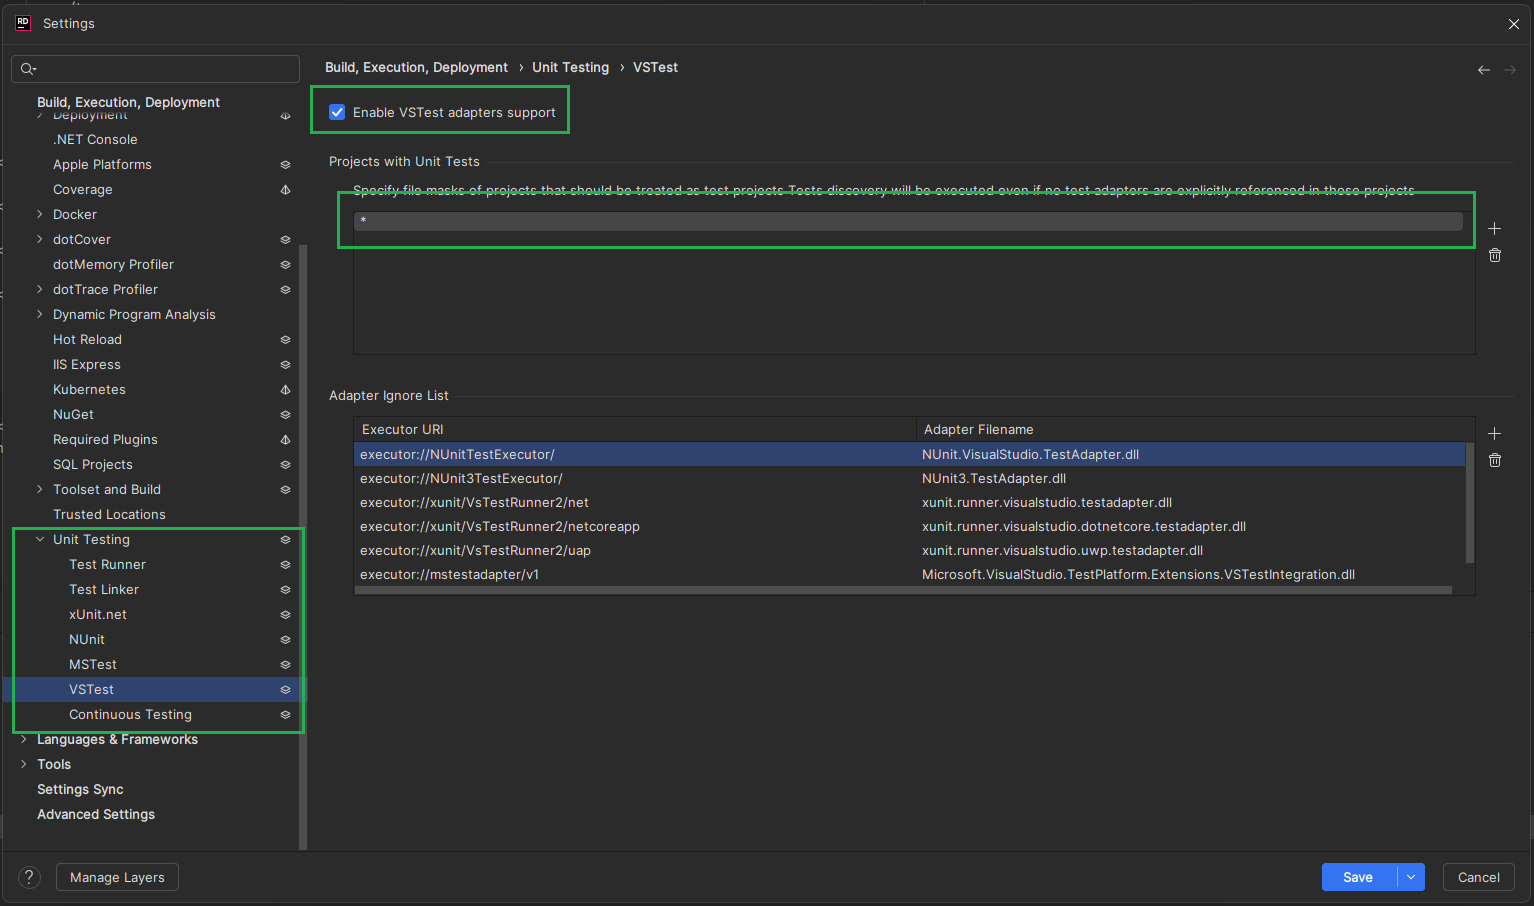 RD Settings
Build, Execution, Deployment › Unit Testing › VSTest
Build, Execution, Deployment
Deployment
.NET Console
Apple Platforms
Coverage
Docker
dotCover
dotMemory Profiler
dotTrace Profiler
Dynamic Program Analysis
Hot Reload
IIS Express
Kubernetes
NuGet
Required Plugins
SQL Projects
Toolset and Build
Trusted Locations
Unit Testing
Test Runner
Test Linker
xUnit.net
NUnit
MSTest
VSTest
Continuous Testing
Languages & Frameworks
Tools
Settings Sync
Advanced Settings
Enable VSTest adapters support
Projects with Unit Tests
Specify file masks of projects that should be treated as test projects Tests discovery will be executed even if no test adapters are explicitly referenced in those projects
*
Adapter Ignore List
Executor URI Adapter Filename
executor://NUnitTestExecutor/ NUnit.VisualStudio.TestAdapter.dll
executor://NUnit3TestExecutor/ NUnit3.TestAdapter.dll
executor://xunit/VsTestRunner2/net xunit.runner.visualstudio.testadapter.dll
executor://xunit/VsTestRunner2/netcoreapp xunit.runner.visualstudio.dotnetcore.testadapter.dll
executor://xunit/VsTestRunner2/uap xunit.runner.visualstudio.uwp.testadapter.dll
executor://mstestadapter/v1 Microsoft.VisualStudio.TestPlatform.Extensions.VSTestIntegration.dll
? Manage Layers Save Cancel